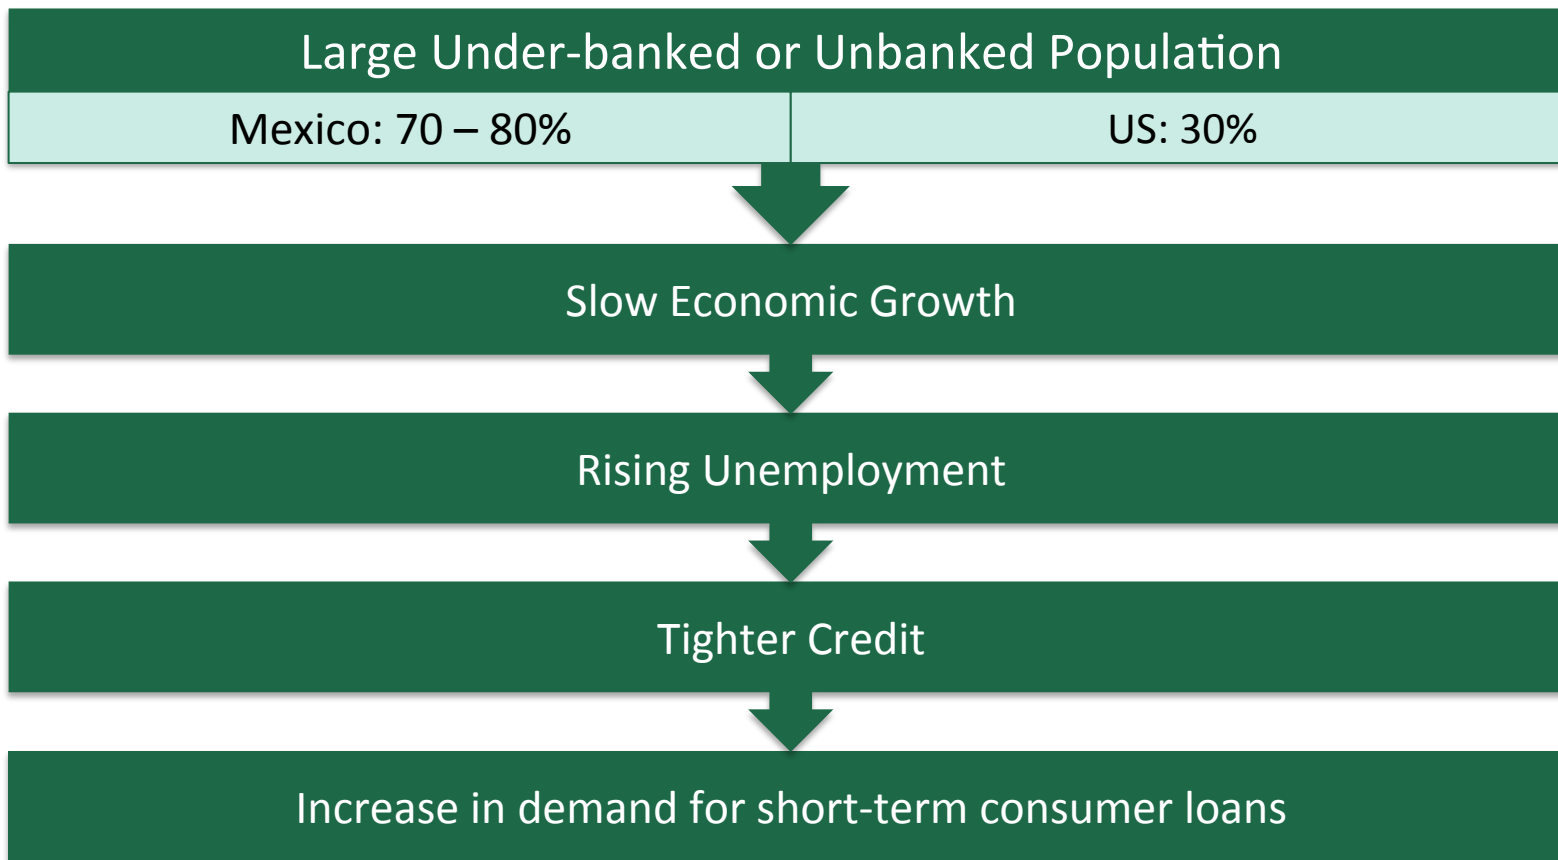 Large Under-banked or Unbanked Population
Mexico: 70 – 80%
US: 30%
Slow Economic Growth
Rising Unemployment
Tighter Credit
Increase in demand for short-term consumer loans